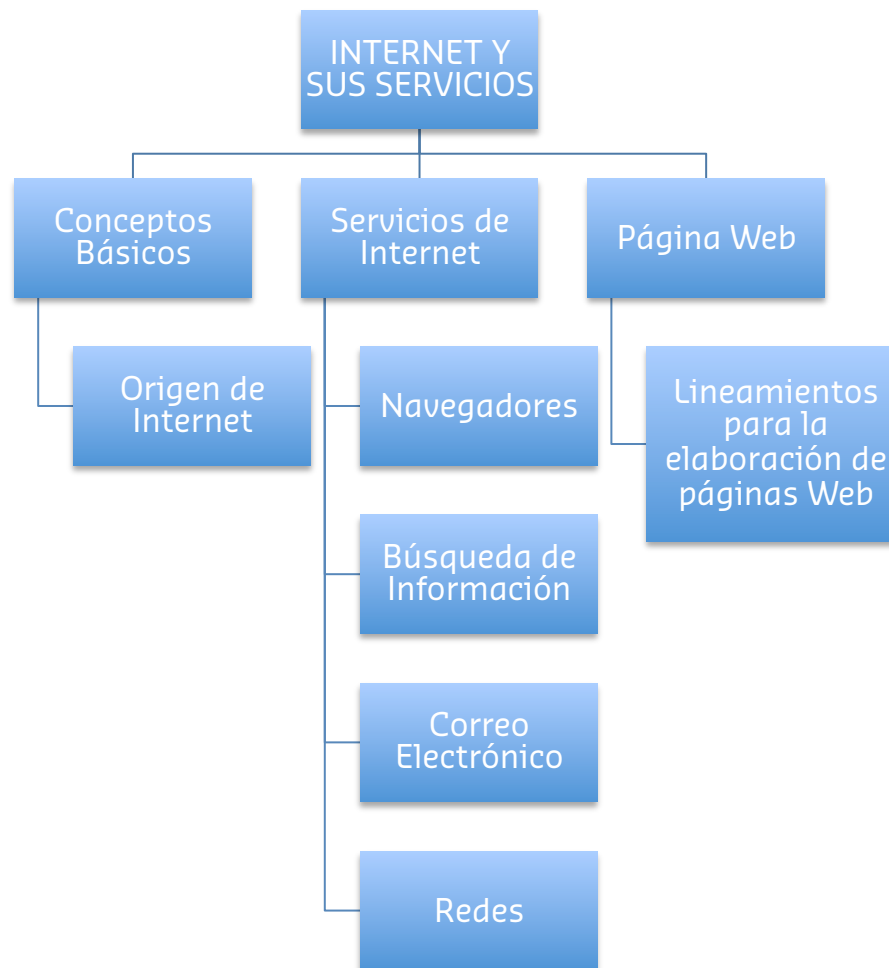 INTERNET Y
SUS SERVICIOS
Conceptos
Básicos
Origen de
Internet
Servicios de
Internet
Navegadores
Búsqueda de
Información
Correo
Electrónico
Redes
Página Web
Lineamientos
para la
elaboración de
páginas Web